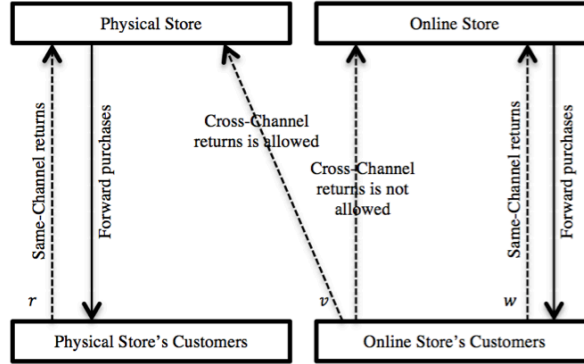 Physical Store
Online Store
Same-Channel returns
Forward purchases
Cross-Channel
returns is allowed
Cross-Channel
returns is not
allowed
Same-Channel returns
Forward purchases
r
v
w
Physical Store's Customers
Online Store's Customers